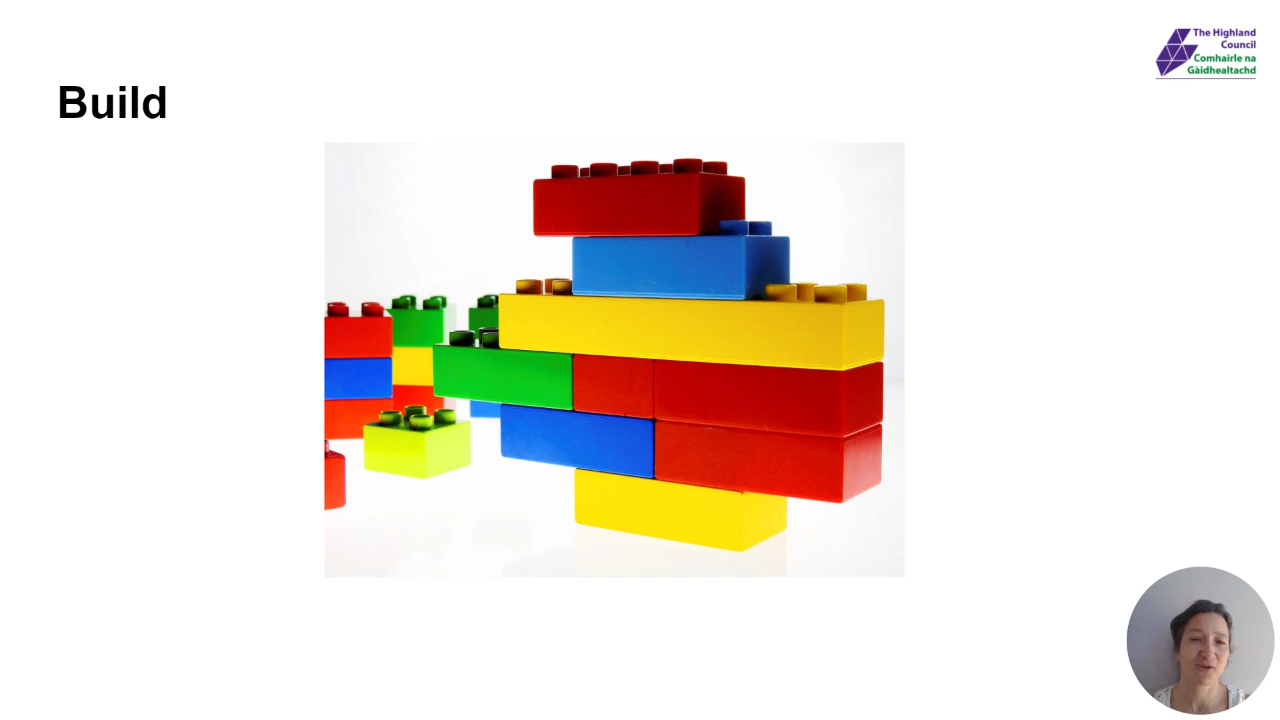 Build
The Highland
Council
Comhairle na
Gàidhealtachd